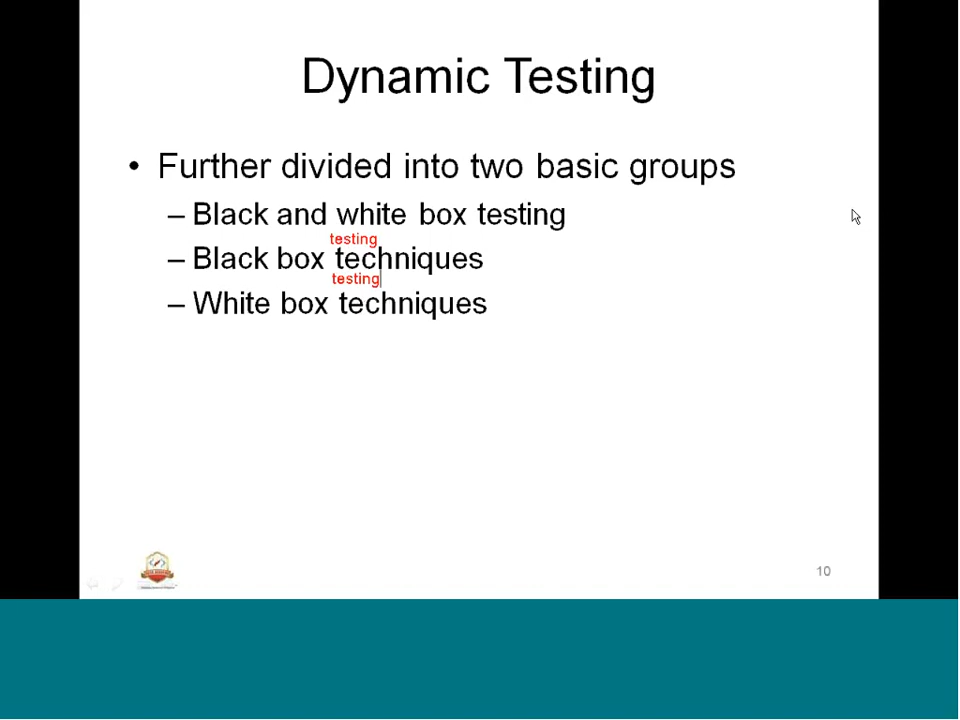 Dynamic Testing
• Further divided into two basic groups
– Black and white box testing
testing
– Black box techniques
testing
– White box techniques
10